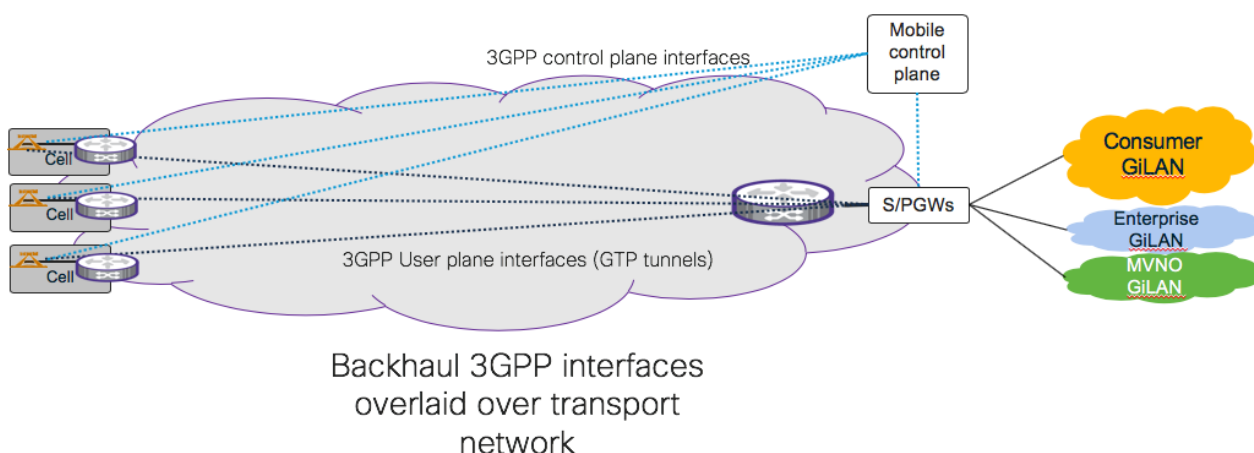 Mobile
control
plane
3GPP control plane interfaces
Cell
Cell
Cell
S/PGWs
Consumer
GiLAN
Enterprise
GiLAN
MVNO
GiLAN
3GPP User plane interfaces (GTP tunnels)
Backhaul 3GPP interfaces
overlaid over transport
network